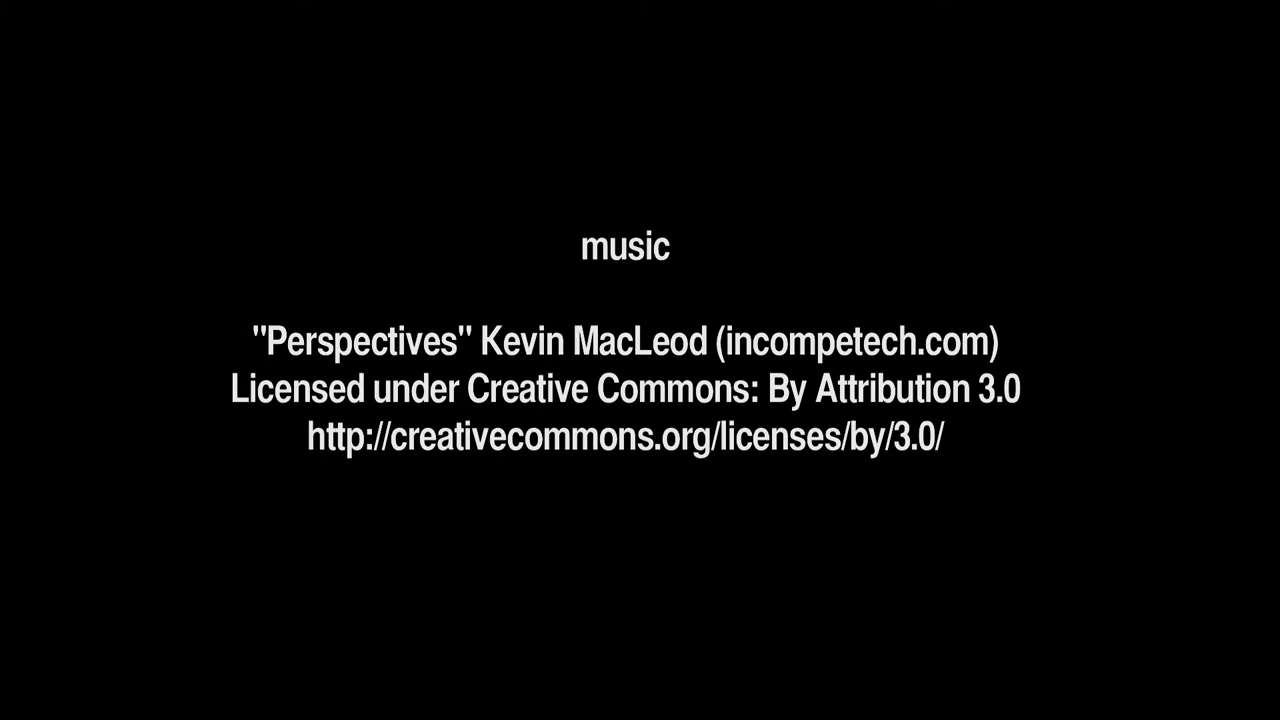 music
"Perspectives" Kevin MacLeod (incompetech.com)
Licensed under Creative Commons: By Attribution 3.0
http://creativecommons.org/licenses/by/3.0/